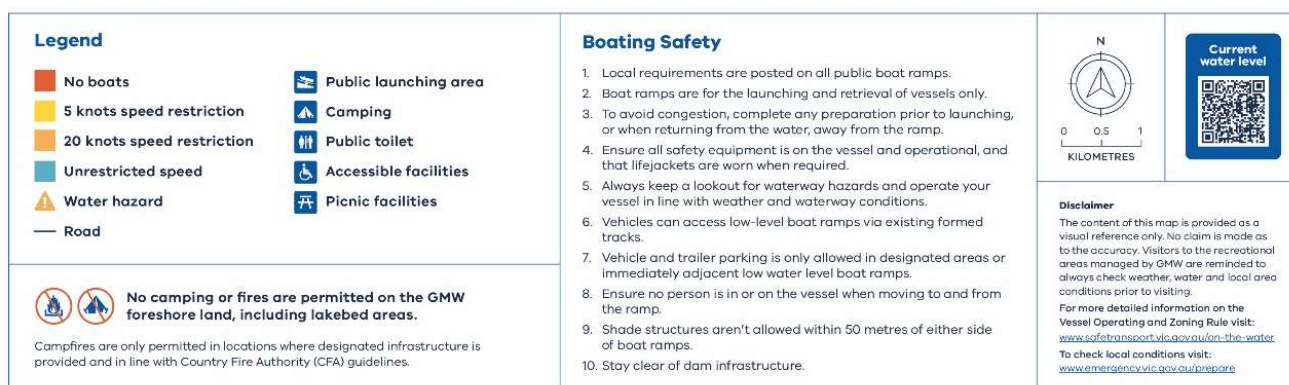 Legend
No boats
5 knots speed restriction
20 knots speed restriction
Unrestricted speed
Water hazard
Road
Public launching area
Camping
Public toilet
Accessible facilities
Picnic facilities
No camping or fires are permitted on the GMW
foreshore land, including lakebed areas.
Campfires are only permitted in locations where designated infrastructure is
provided and in line with Country Fire Authority (CFA) guidelines.
Boating Safety
1. Local requirements are posted on all public boat ramps.
2. Boat ramps are for the launching and retrieval of vessels only.
3. To avoid congestion, complete any preparation prior to launching,
or when returning from the water, away from the ramp.
4. Ensure all safety equipment is on the vessel and operational, and
that lifejackets are worn when required.
5. Always keep a lookout for waterway hazards and operate your
vessel in line with weather and waterway conditions.
6. Vehicles can access low-level boat ramps via existing formed
tracks.
7. Vehicle and trailer parking is only allowed in designated areas or
immediately adjacent low water level boat ramps.
8. Ensure no person is in or on the vessel when moving to and from
the ramp.
9. Shade structures aren't allowed within 50 metres of either side
of boat ramps.
10. Stay clear of dam infrastructure.
N
0 0.5 1
KILOMETRES
Current
water level
Disclaimer
The content of this map is provided as a
visual reference only. No claim is made as
to the accuracy. Visitors to the recreational
areas managed by GMW are reminded to
always check weather, water and local area
conditions prior to visiting.
For more detailed information on the
Vessel Operating and Zoning Rule visit:
www.safetransport.vic.gov.au/on-the-water
To check local conditions visit:
www.emergency.vic.gov.au/prepare